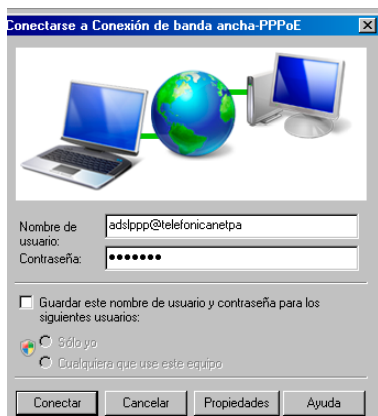 Conectarse a Conexión de banda ancha-PPPoE
Nombre de usuario:
adslppp@telefonicanetpa
Contraseña:
•••••••
Guardar este nombre de usuario y contraseña para los
siguientes usuarios:
Sólo yo
Cualquiera que use este equipo
Conectar
Cancelar
Propiedades
Ayuda